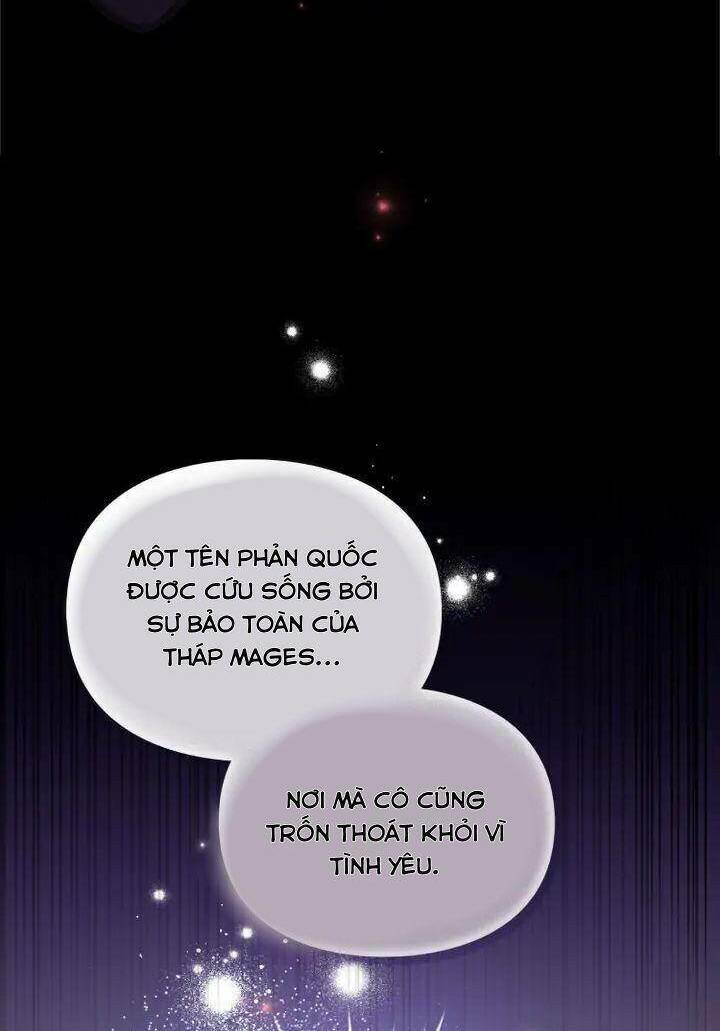 MỘT TÊN PHẢN QUỐC
ĐƯỢC CỨU SỐNG BỞI
SỰ BẢO TOÀN CỦA
THÁP MAGES...
NƠI MÀ CÔ CŨNG
TRỐN THOÁT KHỎI VÌ
TÌNH YÊU.